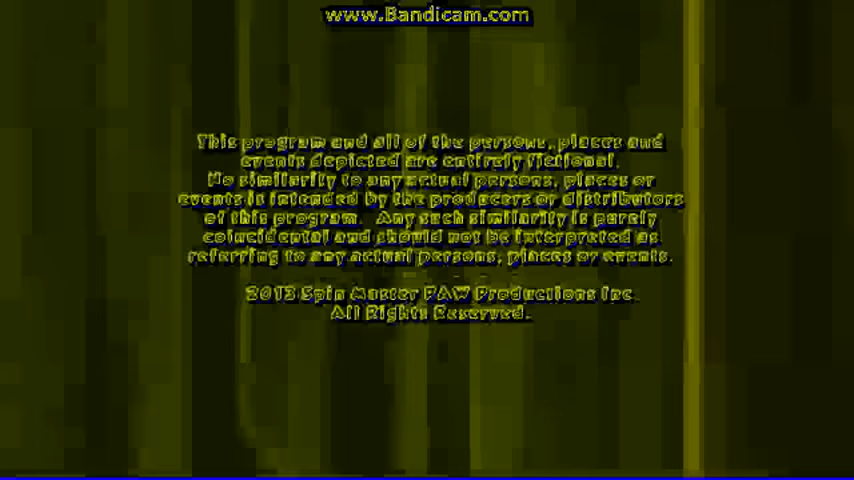 www.Bandicam.com
This program and all of the persons, places and
events depicted are entirely fictional.
No similarity to any actual persons, places or
events is intended by the producers or distributors
of this program. Any such similarity is purely
coincidental and should not be interpreted as
referring to any actual persons, places or events.
2013 Spin Master PAW Productions Inc.
All Rights Reserved.